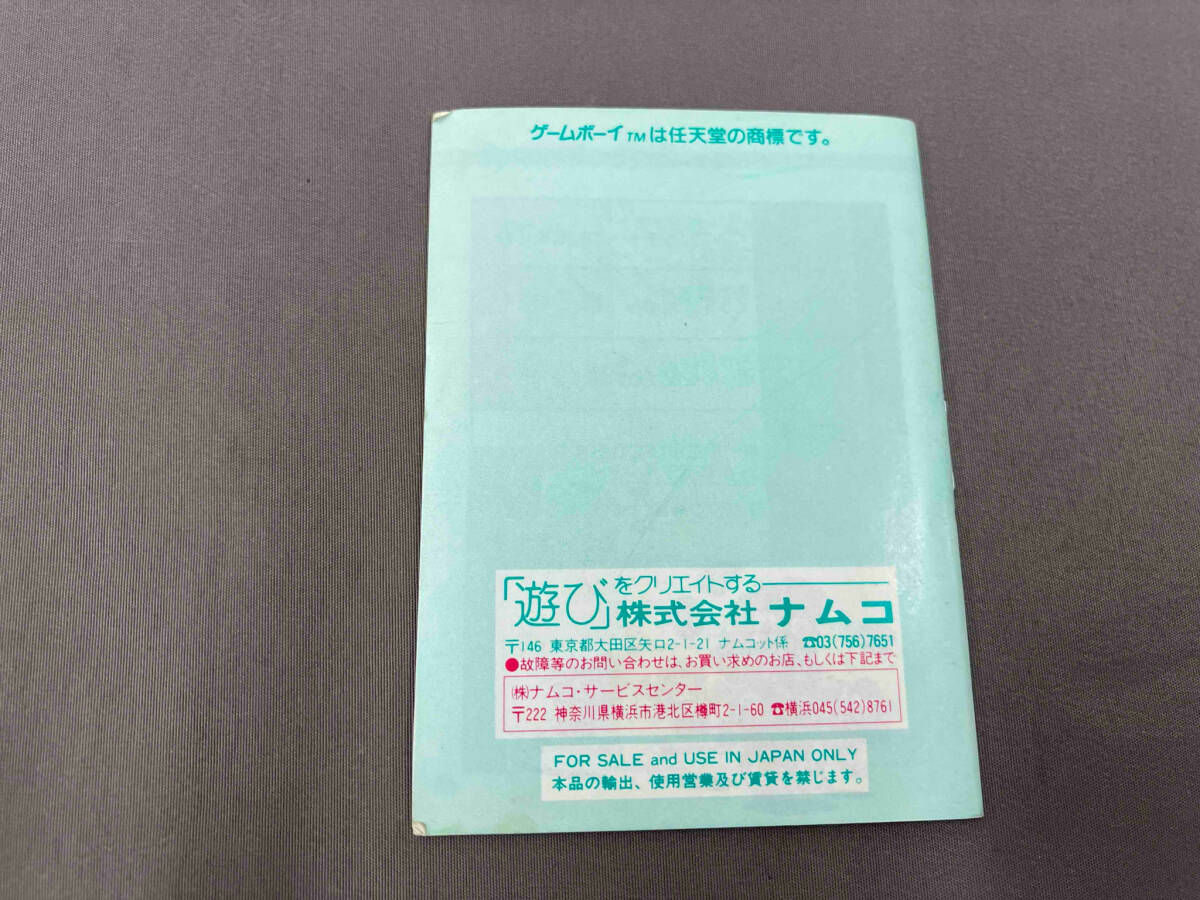 ゲームボーイTMは任天堂の商標です。
「遊び」をクリエイトする
株式会社 ナムコ
〒146 東京都大田区矢口2-1-21 ナムコット係 ☎03(756)7651
●故障等のお問い合わせは、お買い求めのお店、もしくは下記まで
(株)ナムコ・サービスセンター
〒222 神奈川県横浜市港北区樽町2-1-60 ☎横浜045(542)8761
FOR SALE and USE IN JAPAN ONLY
本品の輸出、使用営業及び賃貸を禁じます。